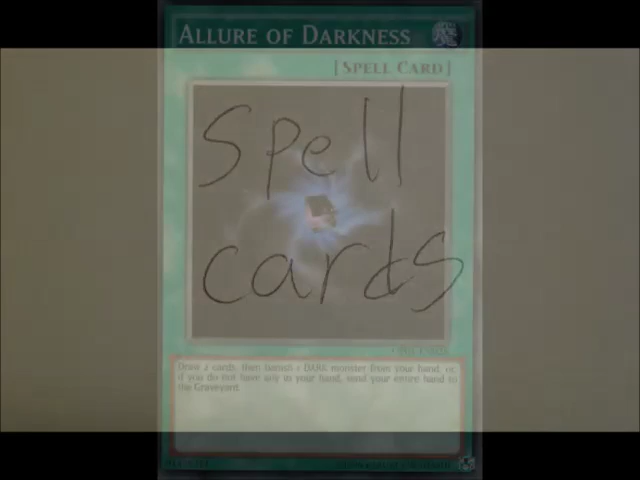 ALLURE OF DARKNESS
[SPELL CARD]
Spell
cards
Draw 2 cards, then banish 1 DARK monster from your hand, or,
if you do not have any in your hand, send your entire hand to
the Graveyard.